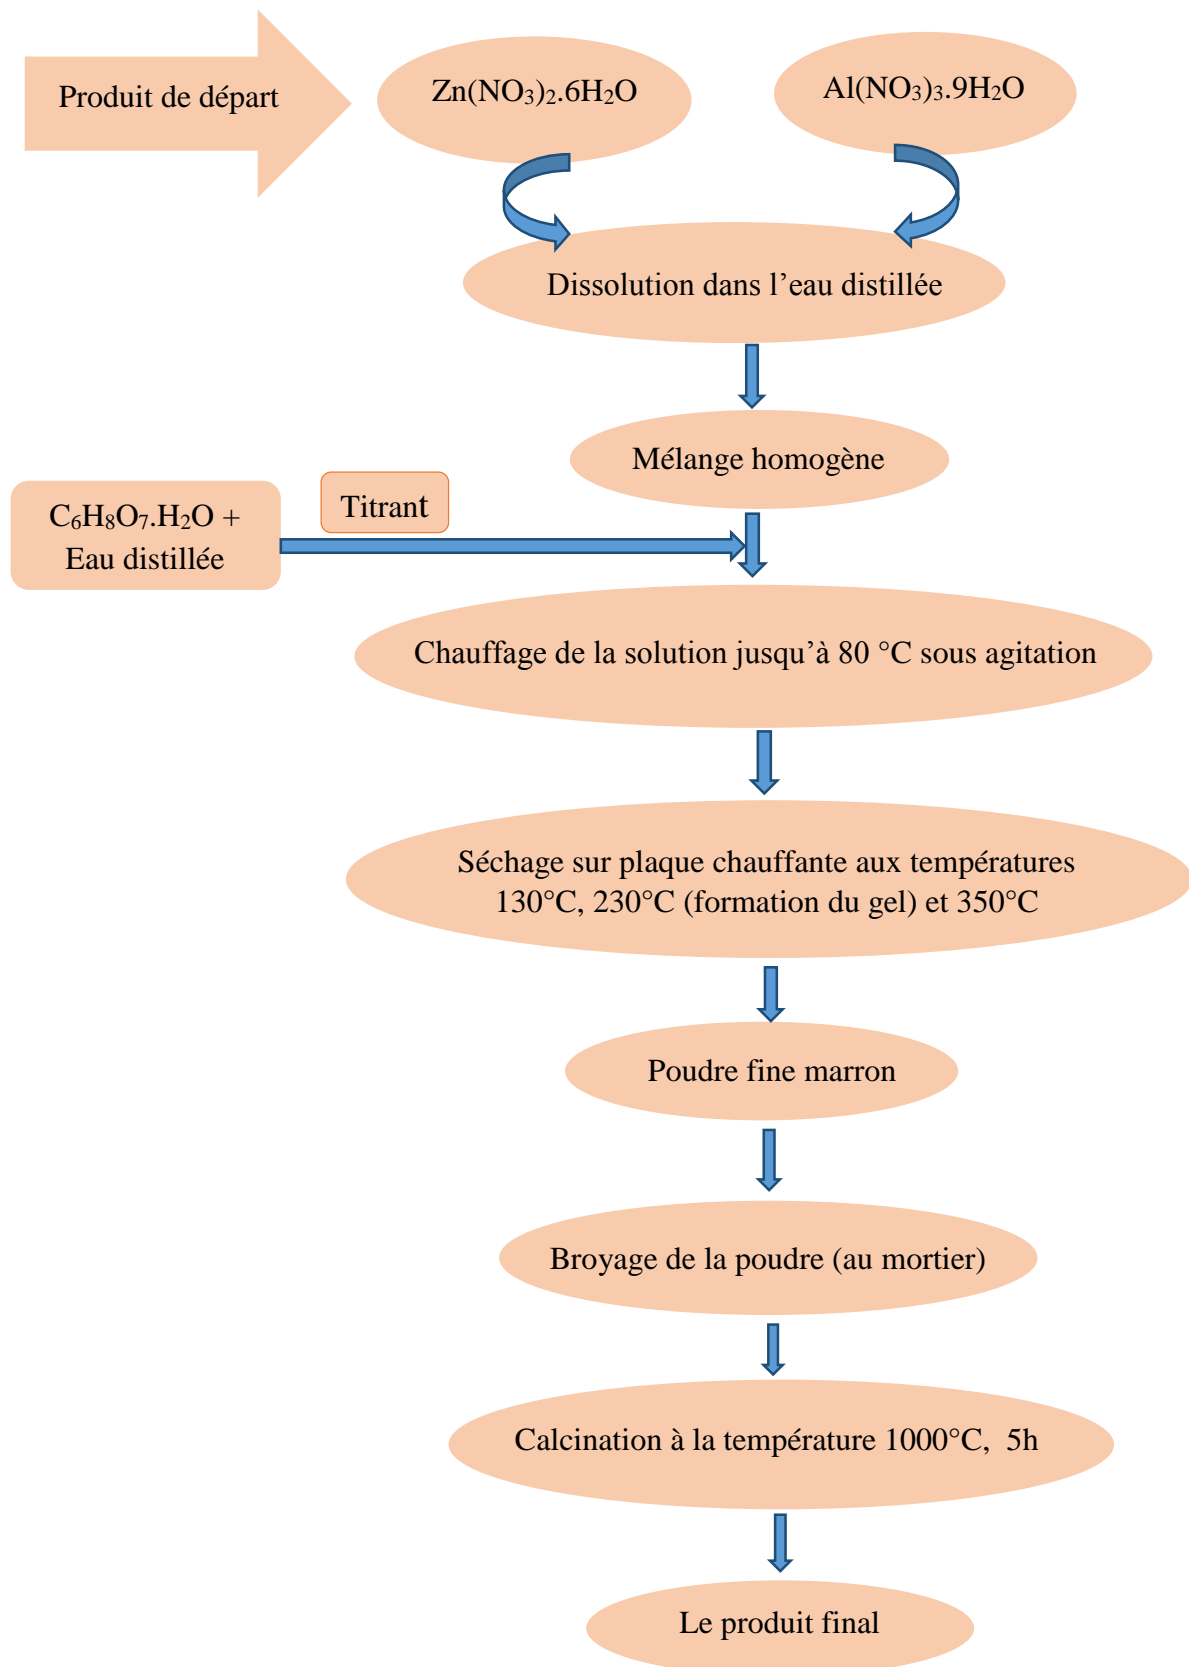 Produit de départ
Zn(NO₃)₂.6H₂O
Al(NO₃)₃.9H₂O
Dissolution dans l’eau distillée
Mélange homogène
C₆H₈O₇.H₂O +
Eau distillée
Titrant
Chauffage de la solution jusqu’à 80 °C sous agitation
Séchage sur plaque chauffante aux températures
130°C, 230°C (formation du gel) et 350°C
Poudre fine marron
Broyage de la poudre (au mortier)
Calcination à la température 1000°C, 5h
Le produit final